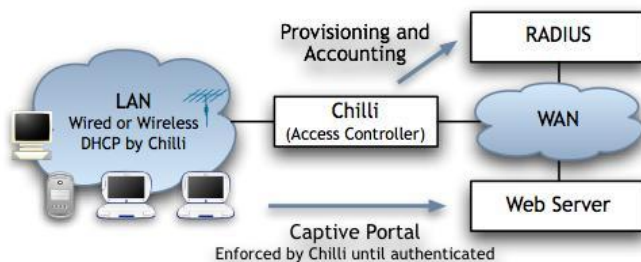 Provisioning and
Accounting
RADIUS
LAN
Wired or Wireless
DHCP by Chilli
Chilli
(Access Controller)
WAN
Web Server
Captive Portal
Enforced by Chilli until authenticated